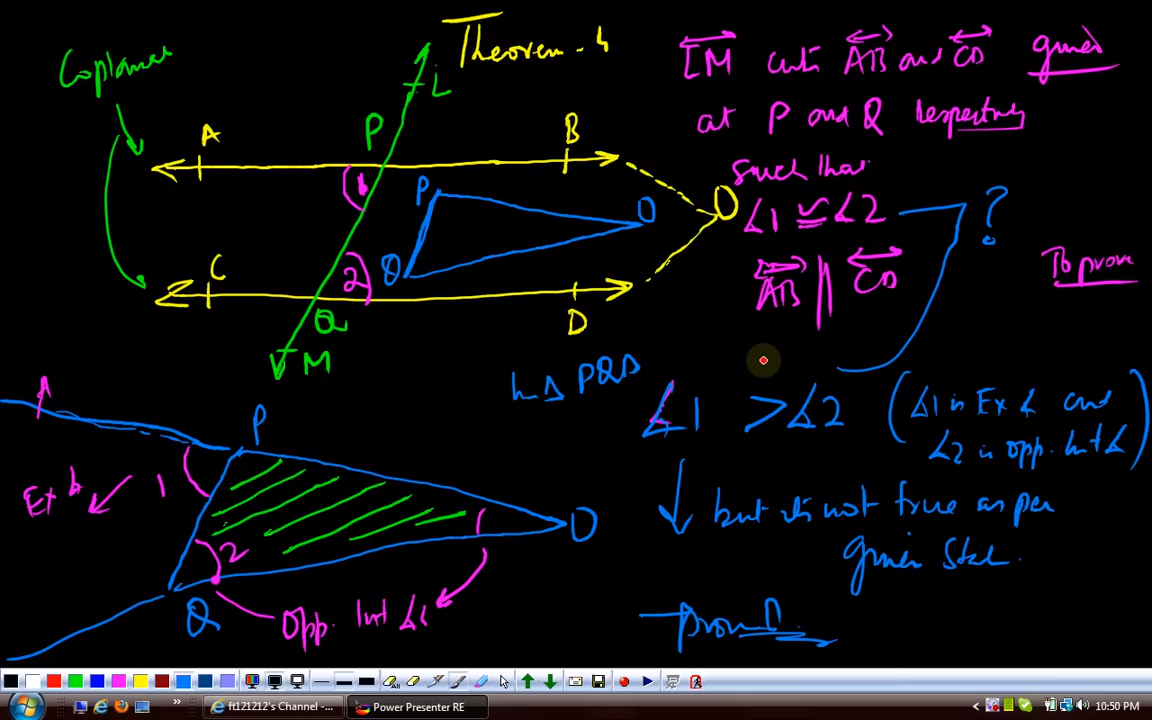 Theorem - 4
Coplanar
L
P
A
B
1
P
O
O
Q
2
C
D
Q
M
LM cuts AB and CD given
at P and Q respectively
such that
∡1 ≅ ∡2
?
AB || CD
To prove
In Δ PQO
∡1 > ∡2 (∡1 is Ex ∡ and
∡2 is opp. Int ∡)
but its not true as per
given Stat.
proved
A
P
Ex ∡
1
2
O
Q
Opp. Int ∡s
ft121212's Channel -...
Power Presenter RE
10:50 PM